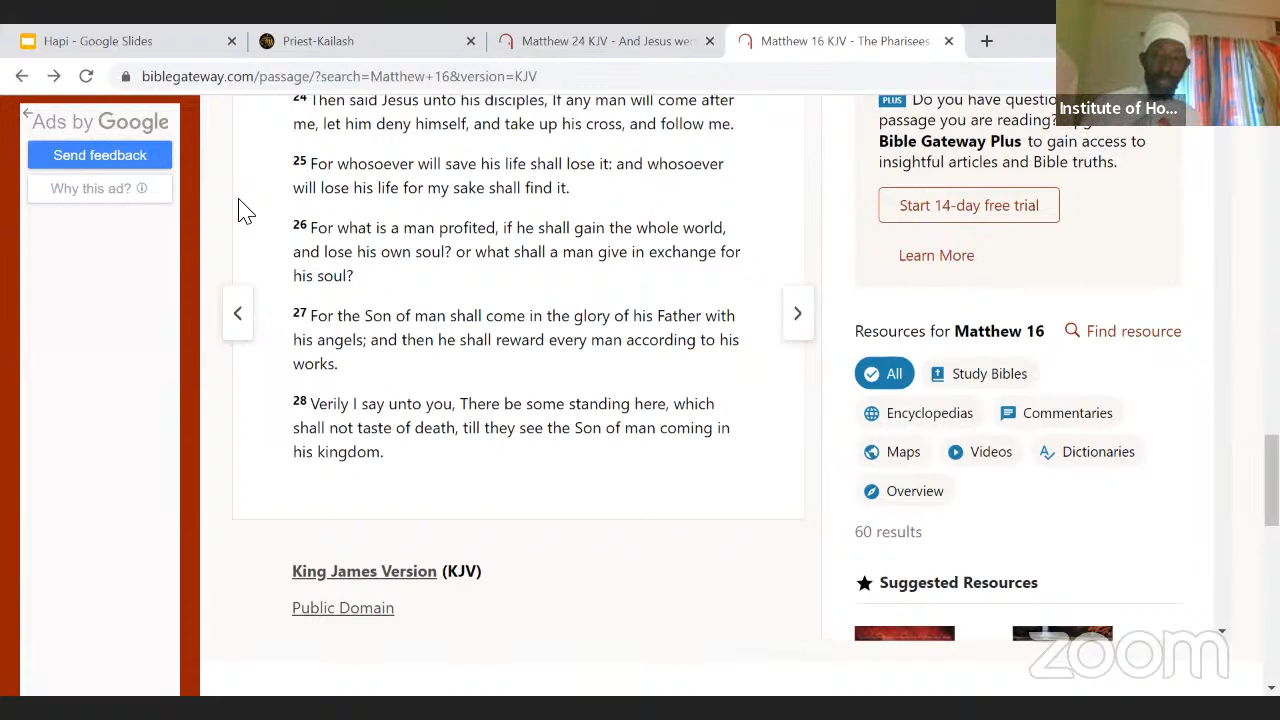 Hapi - Google Slides
Priest-Kailash
Matthew 24 KJV - And Jesus wer
Matthew 16 KJV - The Pharisees
biblegateway.com/passage/?search=Matthew+16&version=KJV
Institute of Ho...
Ads by Google
Send feedback
Why this ad?
24 Then said Jesus unto his disciples, If any man will come after
me, let him deny himself, and take up his cross, and follow me.
25 For whosoever will save his life shall lose it: and whosoever
will lose his life for my sake shall find it.
26 For what is a man profited, if he shall gain the whole world,
and lose his own soul? or what shall a man give in exchange for
his soul?
27 For the Son of man shall come in the glory of his Father with
his angels; and then he shall reward every man according to his
works.
28 Verily I say unto you, There be some standing here, which
shall not taste of death, till they see the Son of man coming in
his kingdom.
King James Version (KJV)
Public Domain
PLUS Do you have questi
passage you are reading?
Bible Gateway Plus to gain access to
insightful articles and Bible truths.
Start 14-day free trial
Learn More
Resources for Matthew 16
Find resource
All
Study Bibles
Encyclopedias
Commentaries
Maps
Videos
Dictionaries
Overview
60 results
Suggested Resources
zoom